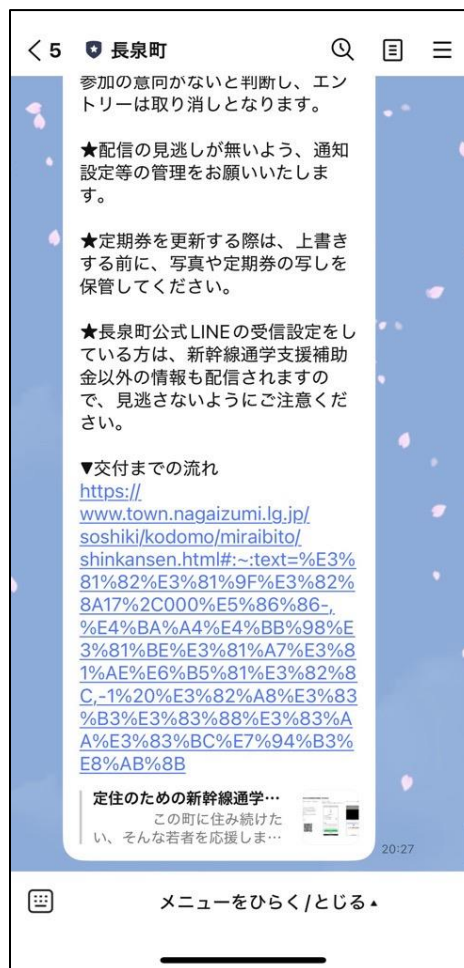 5 長泉町
参加の意向がないと判断し、エン
トリーは取り消しとなります。
★配信の見逃しが無いよう、通知
設定等の管理をお願いいたしま
す。
★定期券を更新する際は、上書き
する前に、写真や定期券の写しを
保管してください。
★長泉町公式LINEの受信設定をし
ている方は、新幹線通学支援補助
金以外の情報も配信されますの
で、見逃さないようにご注意くだ
さい。
▼交付までの流れ
https://
www.town.nagaizumi.lg.jp/
soshiki/kodomo/miraibito/
shinkansen.html#:~:text=%E3%
81%82%E3%81%9F%E3%82%
8A17%2C000%E5%86%86-,
%E4%BA%A4%E4%BB%98%E
3%81%BE%E3%81%A7%E3%8
1%AE%E6%B5%81%E3%82%8
C,-1%20%E3%82%A8%E3%83
%B3%E3%83%88%E3%83%A
A%E3%83%BC%E7%94%B3%
E8%AB%8B
定住のための新幹線通学…
この町に住み続けた
い、そんな若者を応援しま…
20:27
メニューをひらく/とじる▲